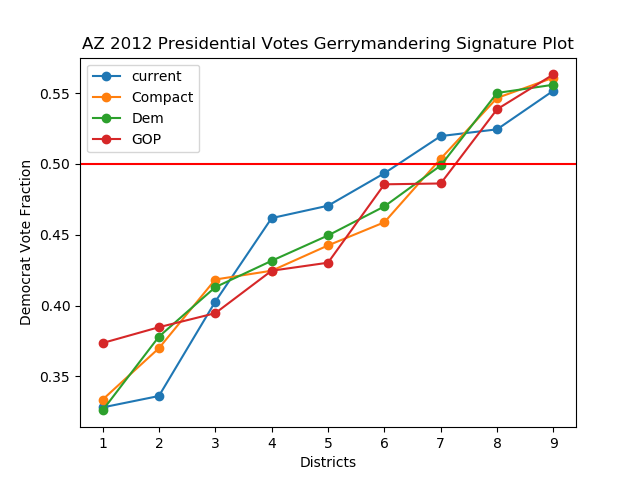 AZ 2012 Presidential Votes Gerrymandering Signature Plot
current
Compact
Dem
GOP
0.55
0.50
0.45
0.40
0.35
Democrat Vote Fraction
1 2 3 4 5 6 7 8 9
Districts